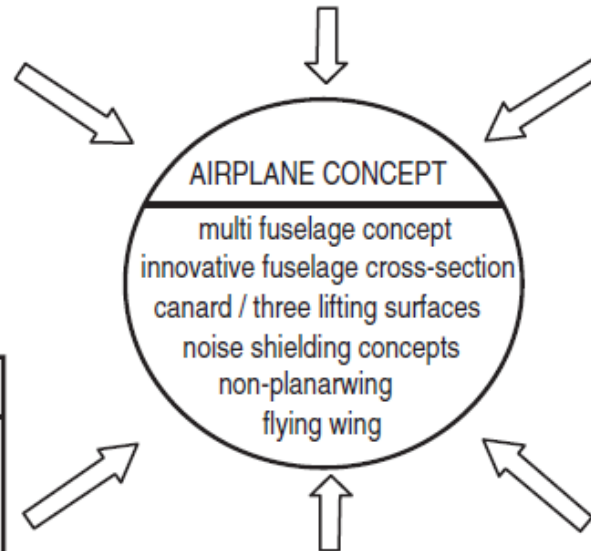 AIRPLANE CONCEPT
multi fuselage concept
innovative fuselage cross-section
canard / three lifting surfaces
noise shielding concepts
non-planarwing
flying wing